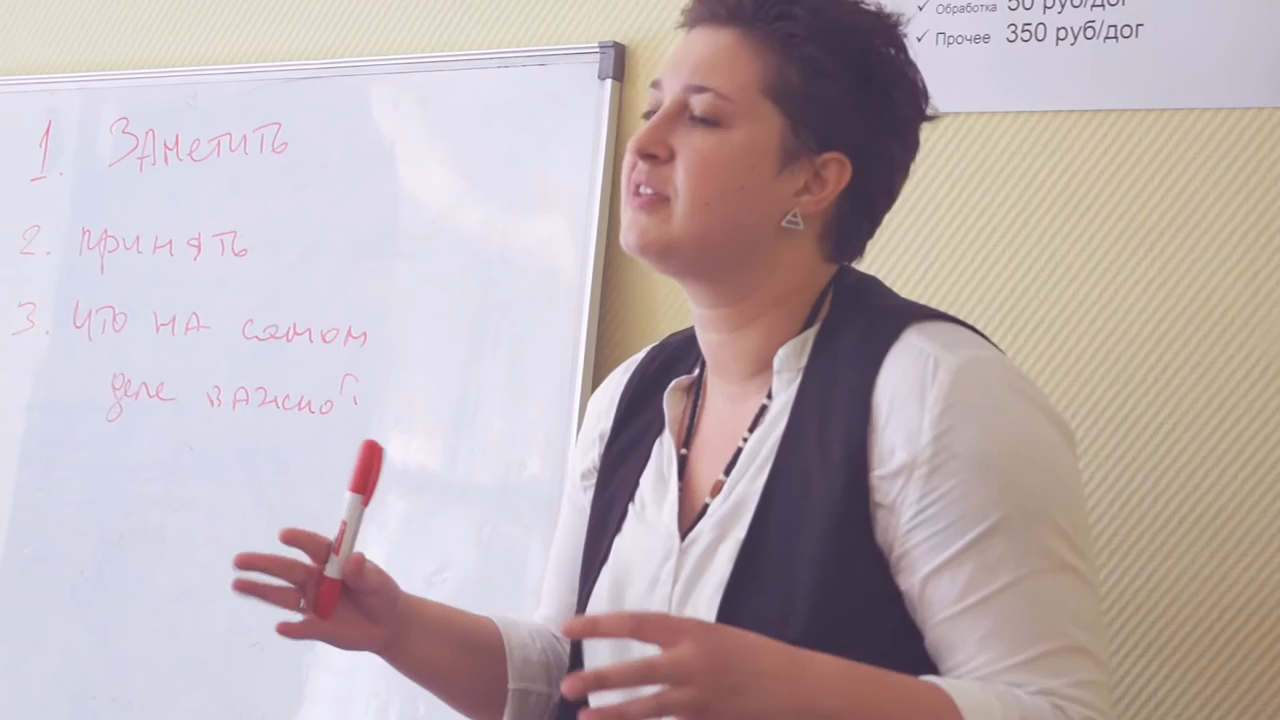 1. Заметить
2. принять
3. Что на самом
деле важно?
✓ Обработка 50 руб/дог
✓ Прочее 350 руб/дог